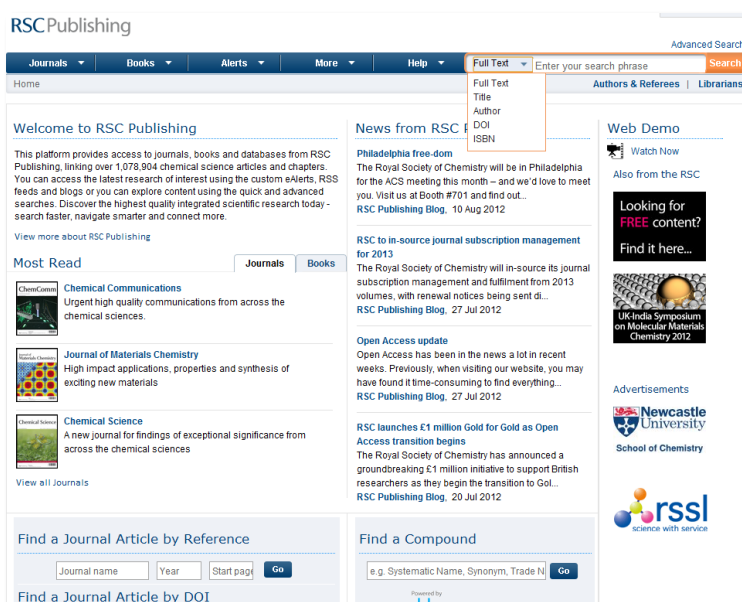 RSCPublishing
Advanced Search
Journals
Books
Alerts
More
Help
Full Text
Enter your search phrase
Search
Full Text
Title
Author
DOI
ISBN
Home
Authors & Referees | Librarians
Welcome to RSC Publishing
This platform provides access to journals, books and databases from RSC
Publishing, linking over 1,078,904 chemical science articles and chapters.
You can access the latest research of interest using the custom eAlerts, RSS
feeds and blogs or you can explore content using the quick and advanced
searches. Discover the highest quality integrated scientific research today -
search faster, navigate smarter and connect more.
View more about RSC Publishing
Most Read
Journals
Books
ChemComm
Chemical Communications
Urgent high quality communications from across the
chemical sciences.
Journal of Materials Chemistry
High impact applications, properties and synthesis of
exciting new materials
Chemical Science
Chemical Science
A new journal for findings of exceptional significance from
across the chemical sciences
View all Journals
News from RSC
Philadelphia free-dom
The Royal Society of Chemistry will be in Philadelphia
for the ACS meeting this month – and we'd love to meet
you. Visit us at Booth #701 and find out...
RSC Publishing Blog, 10 Aug 2012
RSC to in-source journal subscription management
for 2013
The Royal Society of Chemistry will in-source its journal
subscription management and fulfilment from 2013
volumes, with renewal notices being sent di...
RSC Publishing Blog, 27 Jul 2012
Open Access update
Open Access has been in the news a lot in recent
weeks. Previously, when visiting our website, you may
have found it time-consuming to find everything...
RSC Publishing Blog, 27 Jul 2012
RSC launches £1 million Gold for Gold as Open
Access transition begins
The Royal Society of Chemistry has announced a
groundbreaking £1 million initiative to support British
researchers as they begin the transition to Gol...
RSC Publishing Blog, 20 Jul 2012
Web Demo
Watch Now
Also from the RSC
Looking for
FREE content?
Find it here...
UK-India Symposium
on Molecular Materials
Chemistry 2012
Advertisements
Newcastle
University
School of Chemistry
rssl
science with service
Find a Journal Article by Reference
Journal name
Year
Start page
Go
Find a Journal Article by DOI
Find a Compound
e.g. Systematic Name, Synonym, Trade N
Go
Powered by